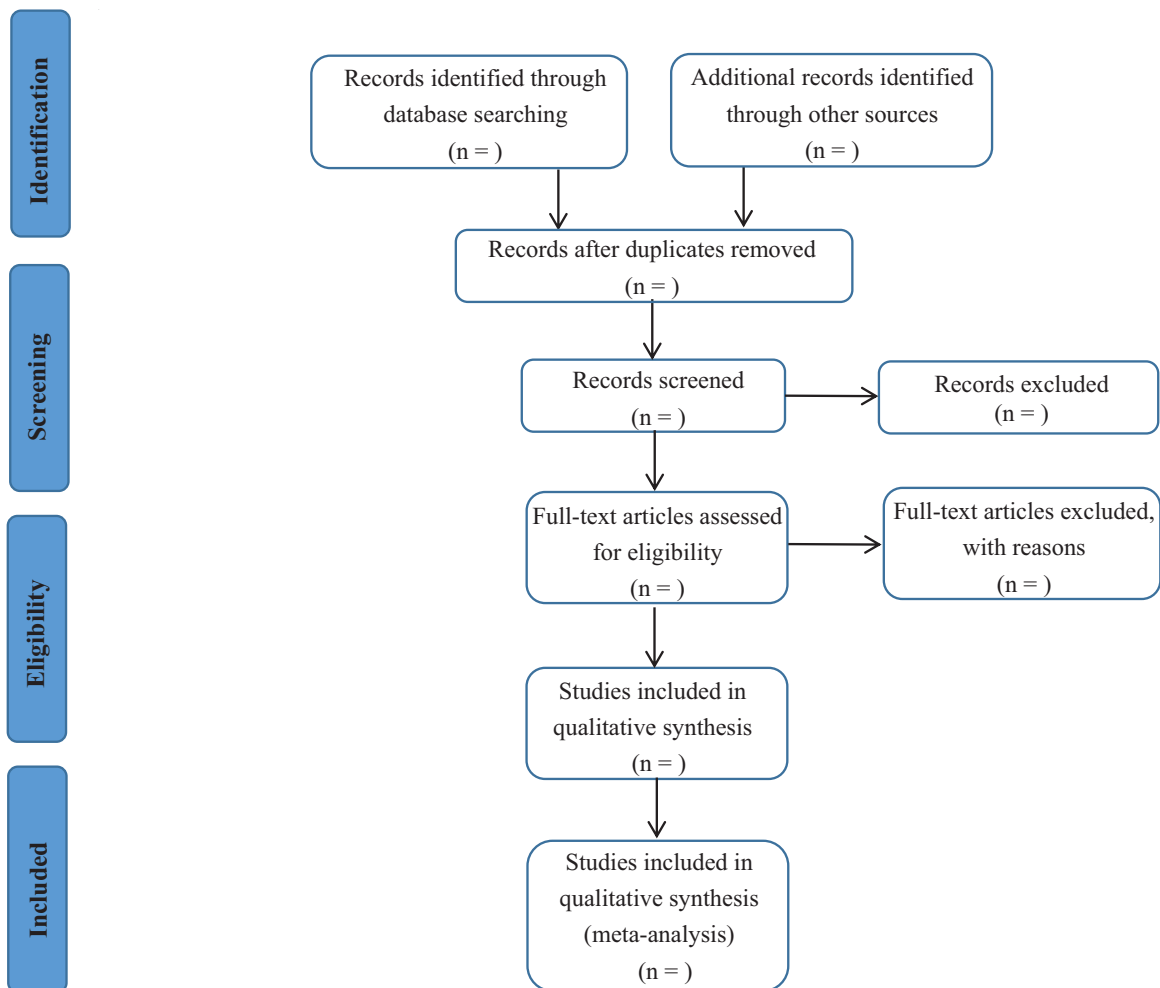 Identification
Records identified through
database searching
(n = )
Additional records identified
through other sources
(n = )
Records after duplicates removed
(n = )
Screening
Records screened
(n = )
Records excluded
(n = )
Eligibility
Full-text articles assessed
for eligibility
(n = )
Full-text articles excluded,
with reasons
(n = )
Studies included in
qualitative synthesis
(n = )
Included
Studies included in
qualitative synthesis
(meta-analysis)
(n = )